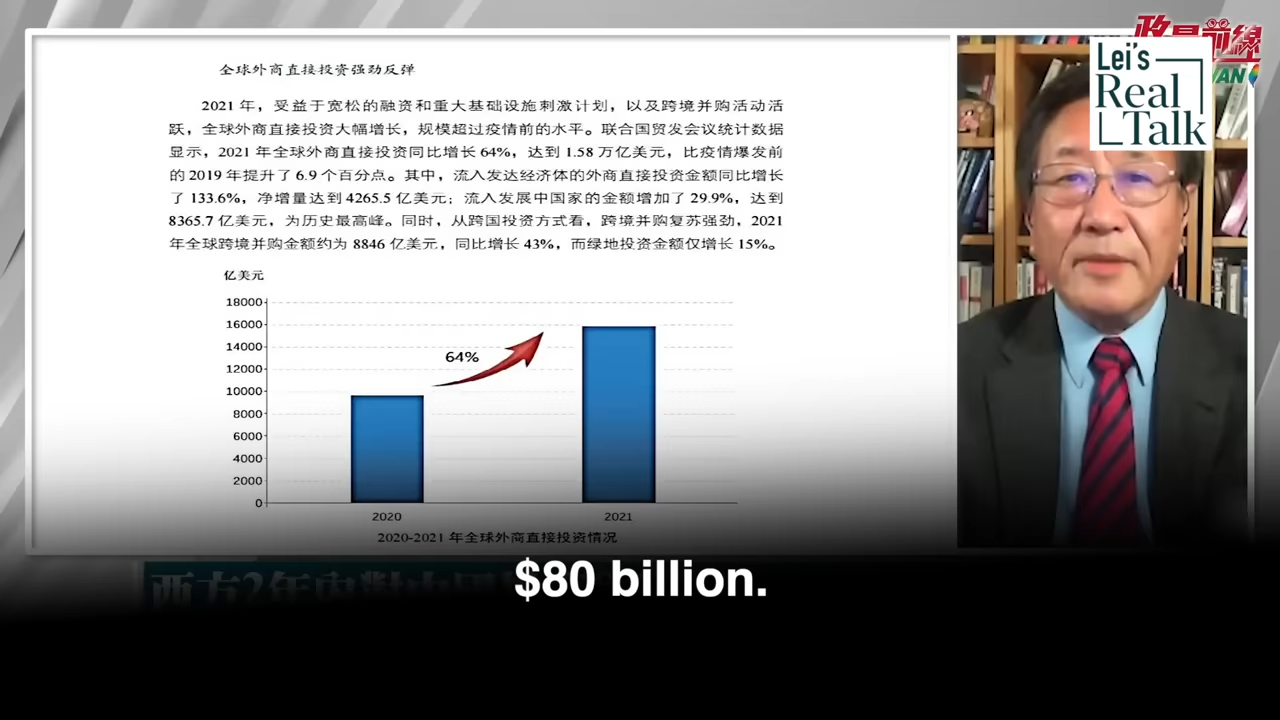 政局前線
Lei's
Real
Talk
全球外商直接投资强劲反弹
2021 年，受益于宽松的融资和重大基础设施刺激计划，以及跨境并购活动活
跃，全球外商直接投资大幅增长，规模超过疫情前的水平。联合国贸发会议统计数据
显示，2021 年全球外商直接投资同比增长 64%，达到 1.58 万亿美元，比疫情爆发前
的 2019 年提升了 6.9 个百分点。其中，流入发达经济体的外商直接投资金额同比增长
了 133.6%，净增量达到 4265.5 亿美元；流入发展中国家的金额增加了 29.9%，达到
8365.7 亿美元，为历史最高峰。同时，从跨国投资方式看，跨境并购复苏强劲，2021
年全球跨境并购金额约为 8846 亿美元，同比增长 43%，而绿地投资金额仅增长 15%。
亿美元
18000
16000
14000
12000
10000
8000
6000
4000
2000
0
64%
2020 2021
2020-2021 年全球外商直接投资情况
西方2年內對中國
$80 billion.